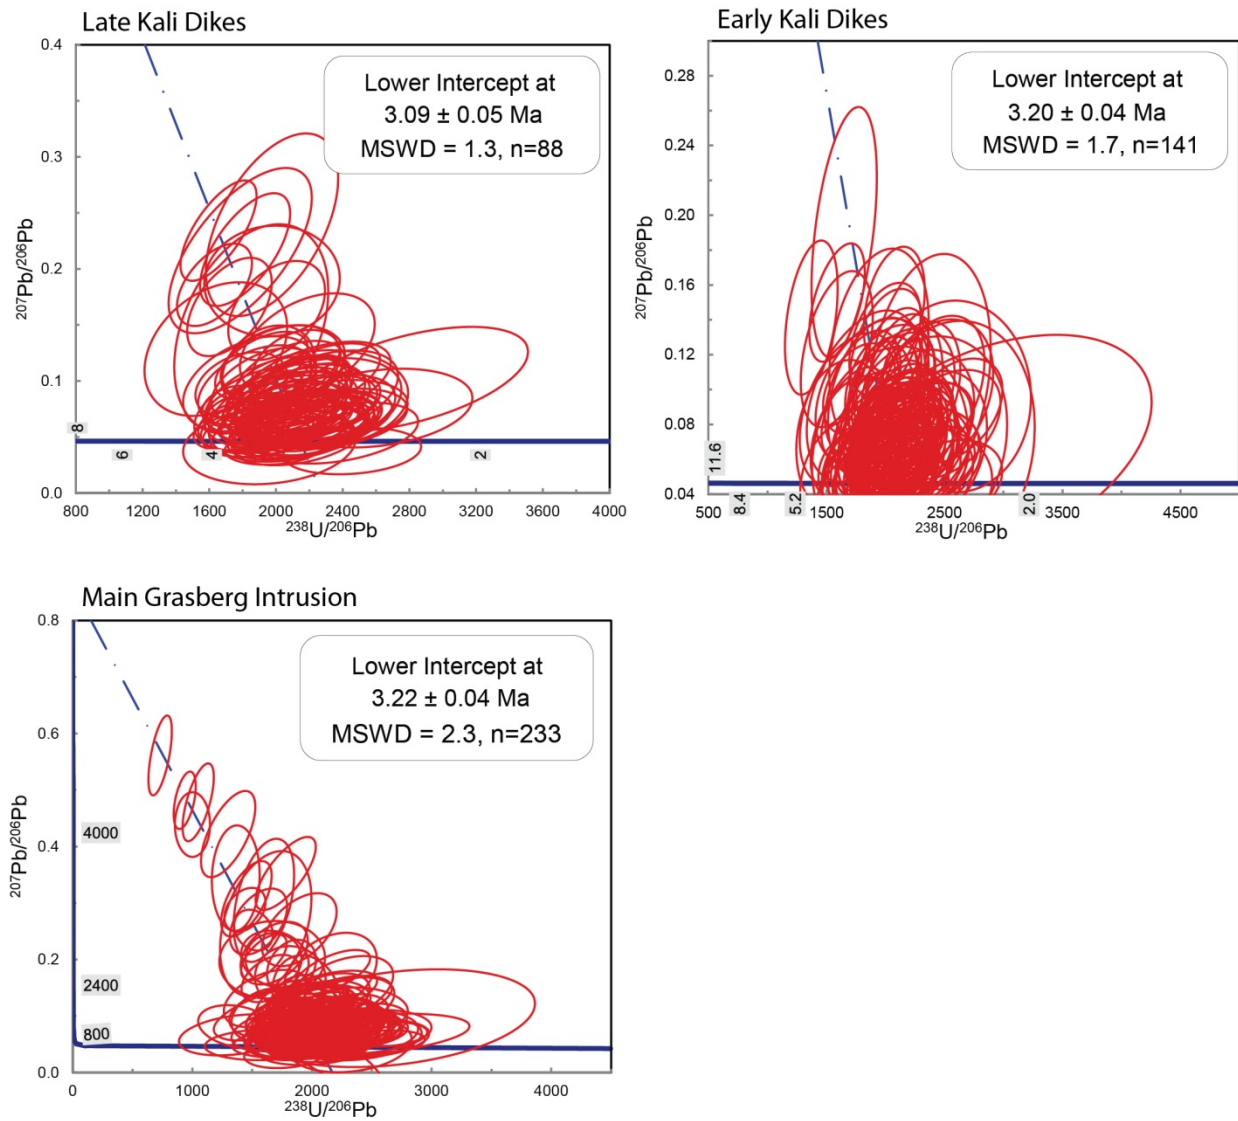 Late Kali Dikes
0.4
0.3
0.2
0.1
0.0
²⁰⁷Pb/²⁰⁶Pb
Lower Intercept at
3.09 ± 0.05 Ma
MSWD = 1.3, n=88
8
6
4
2
800
1200
1600
2000
2400
2800
3200
3600
4000
²³⁸U/²⁰⁶Pb
Early Kali Dikes
0.28
0.24
0.20
0.16
0.12
0.08
0.04
²⁰⁷Pb/²⁰⁶Pb
Lower Intercept at
3.20 ± 0.04 Ma
MSWD = 1.7, n=141
11.6
8.4
5.2
2.0
500
1500
2500
3500
4500
²³⁸U/²⁰⁶Pb
Main Grasberg Intrusion
0.8
0.6
0.4
0.2
0.0
²⁰⁷Pb/²⁰⁶Pb
Lower Intercept at
3.22 ± 0.04 Ma
MSWD = 2.3, n=233
4000
2400
800
0
1000
2000
3000
4000
²³⁸U/²⁰⁶Pb